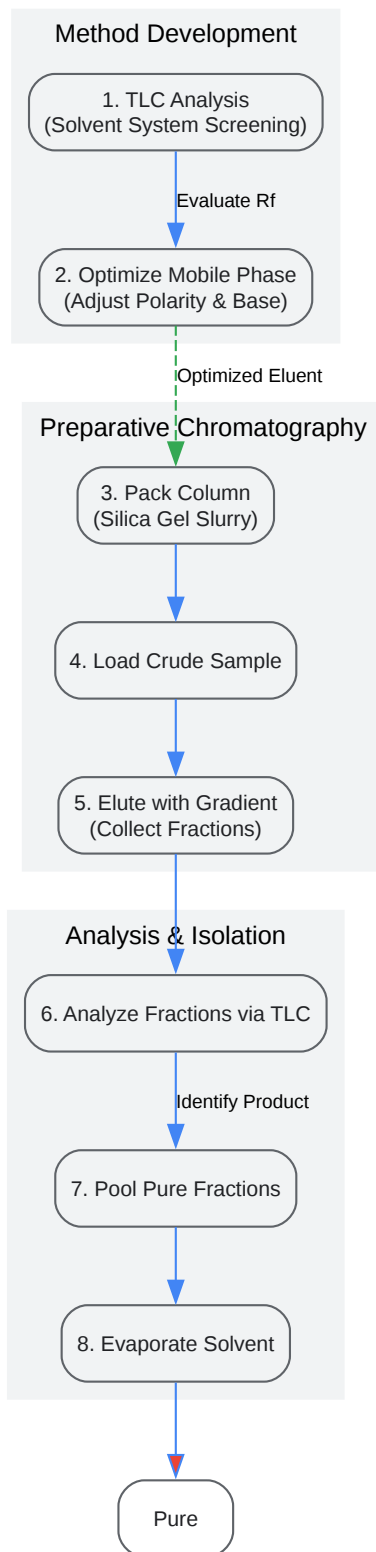 Method Development
1. TLC Analysis
(Solvent System Screening)
Evaluate Rf
2. Optimize Mobile Phase
(Adjust Polarity & Base)
Optimized Eluent
Preparative Chromatography
3. Pack Column
(Silica Gel Slurry)
4. Load Crude Sample
5. Elute with Gradient
(Collect Fractions)
Analysis & Isolation
6. Analyze Fractions via TLC
Identify Product
7. Pool Pure Fractions
8. Evaporate Solvent
Pure